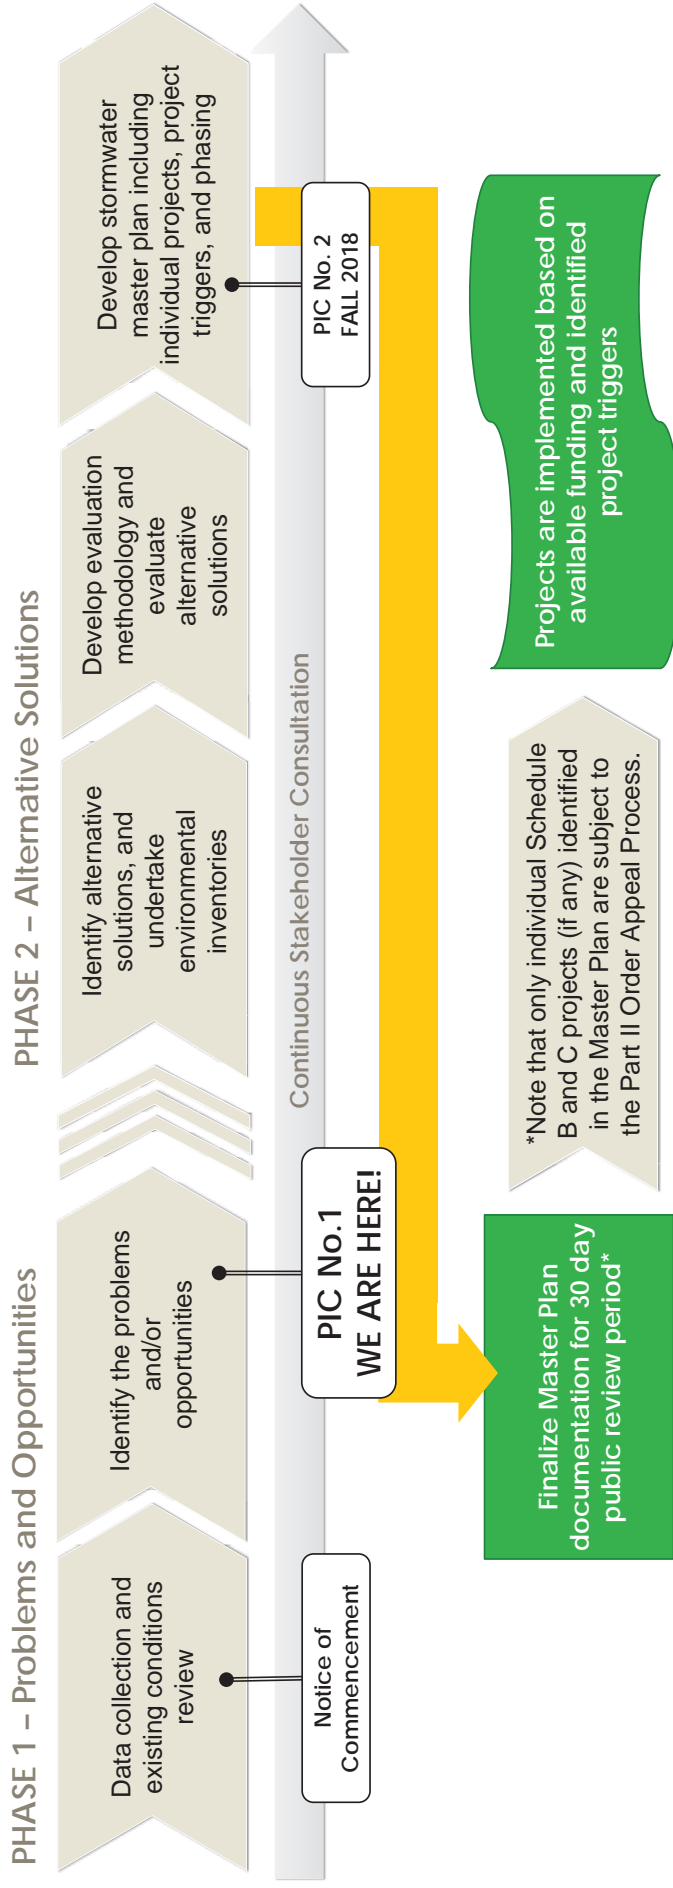 PHASE 1 – Problems and Opportunities
PHASE 2 – Alternative Solutions
Data collection and
existing conditions
review
Identify the problems
and/or
opportunities
Identify alternative
solutions, and
undertake
environmental
inventories
Develop evaluation
methodology and
evaluate
alternative
solutions
Develop stormwater
master plan including
individual projects, project
triggers, and phasing
Continuous Stakeholder Consultation
Notice of
Commencement
PIC No.1
WE ARE HERE!
PIC No. 2
FALL 2018
Finalize Master Plan
documentation for 30 day
public review period*
*Note that only individual Schedule
B and C projects (if any) identified
in the Master Plan are subject to
the Part II Order Appeal Process.
Projects are implemented based on
available funding and identified
project triggers